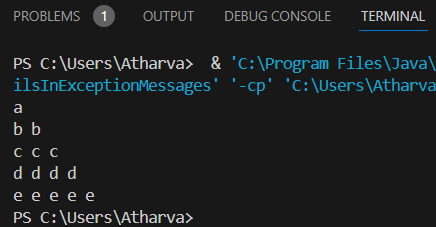 PROBLEMS 1 OUTPUT DEBUG CONSOLE TERMINAL
PS C:\Users\Atharva>  & 'C:\Program Files\Java\
ilsInExceptionMessages' '-cp' 'C:\Users\Atharva
a
b b
c c c
d d d d
e e e e e
PS C:\Users\Atharva>